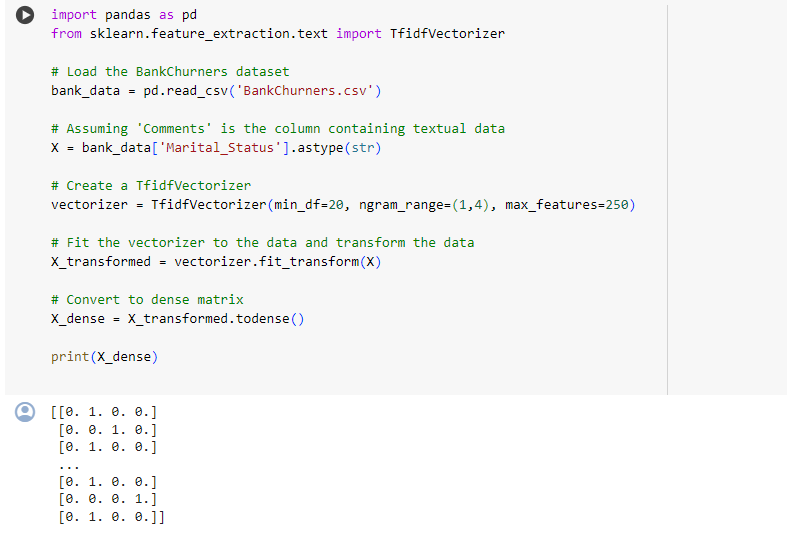 import pandas as pd
from sklearn.feature_extraction.text import TfidfVectorizer
# Load the BankChurners dataset
bank_data = pd.read_csv('BankChurners.csv')
# Assuming 'Comments' is the column containing textual data
X = bank_data['Marital_Status'].astype(str)
# Create a TfidfVectorizer
vectorizer = TfidfVectorizer(min_df=20, ngram_range=(1,4), max_features=250)
# Fit the vectorizer to the data and transform the data
X_transformed = vectorizer.fit_transform(X)
# Convert to dense matrix
X_dense = X_transformed.todense()
print(X_dense)
[[0. 1. 0. 0.]
 [0. 0. 1. 0.]
 [0. 1. 0. 0.]
 ...
 [0. 1. 0. 0.]
 [0. 0. 0. 1.]
 [0. 1. 0. 0.]]